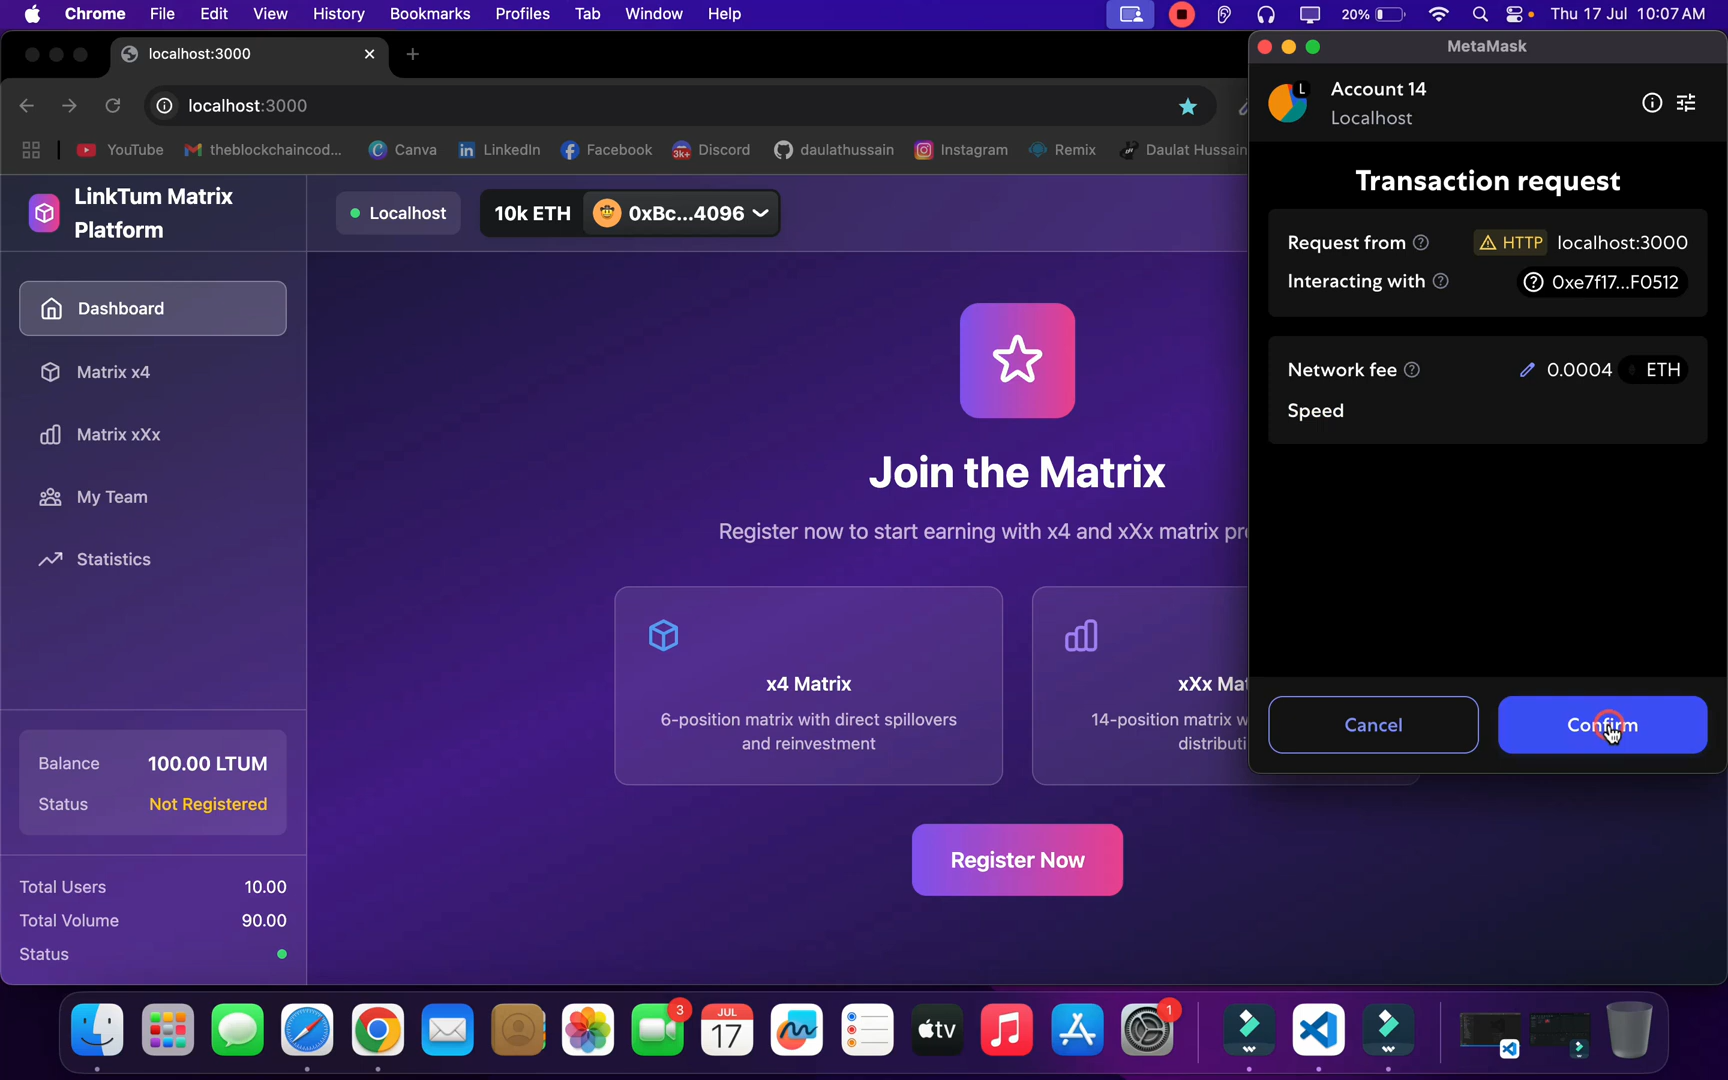 Chrome File Edit View History Bookmarks Profiles Tab Window Help 20% Thu 17 Jul 10:07 AM
localhost:3000
localhost:3000
YouTube theblockchaincod... Canva LinkedIn Facebook 3k+ Discord daulathussain Instagram Remix Daulat Hussain
LinkTum Matrix
Platform
Localhost 10k ETH 0xBc...4096
Dashboard
Matrix x4
Matrix xXx
My Team
Statistics
Balance 100.00 LTUM
Status Not Registered
Total Users 10.00
Total Volume 90.00
Status
Join the Matrix
Register now to start earning with x4 and xXx matrix pr
x4 Matrix
6-position matrix with direct spillovers
and reinvestment
xXx Mat
14-position matrix w
distributi
Register Now
MetaMask
L
Account 14
Localhost
Transaction request
Request from HTTP localhost:3000
Interacting with 0xe7f17...F0512
Network fee 0.0004 ETH
Speed
Cancel Confirm
3 JUL 17 tv 1